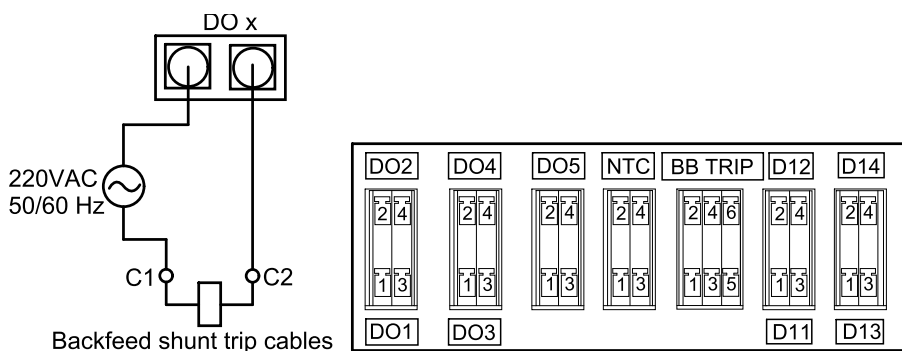 DO x
220VAC
50/60 Hz
C1
C2
Backfeed shunt trip cables
DO2 DO4 DO5 NTC BB TRIP D12 D14
2 4 2 4 2 4 2 4 2 4 6 2 4 2 4
1 3 1 3 1 3 1 3 1 3 5 1 3 1 3
DO1 DO3 D11 D13